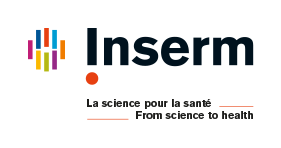 Inserm
La science pour la santé
From science to health